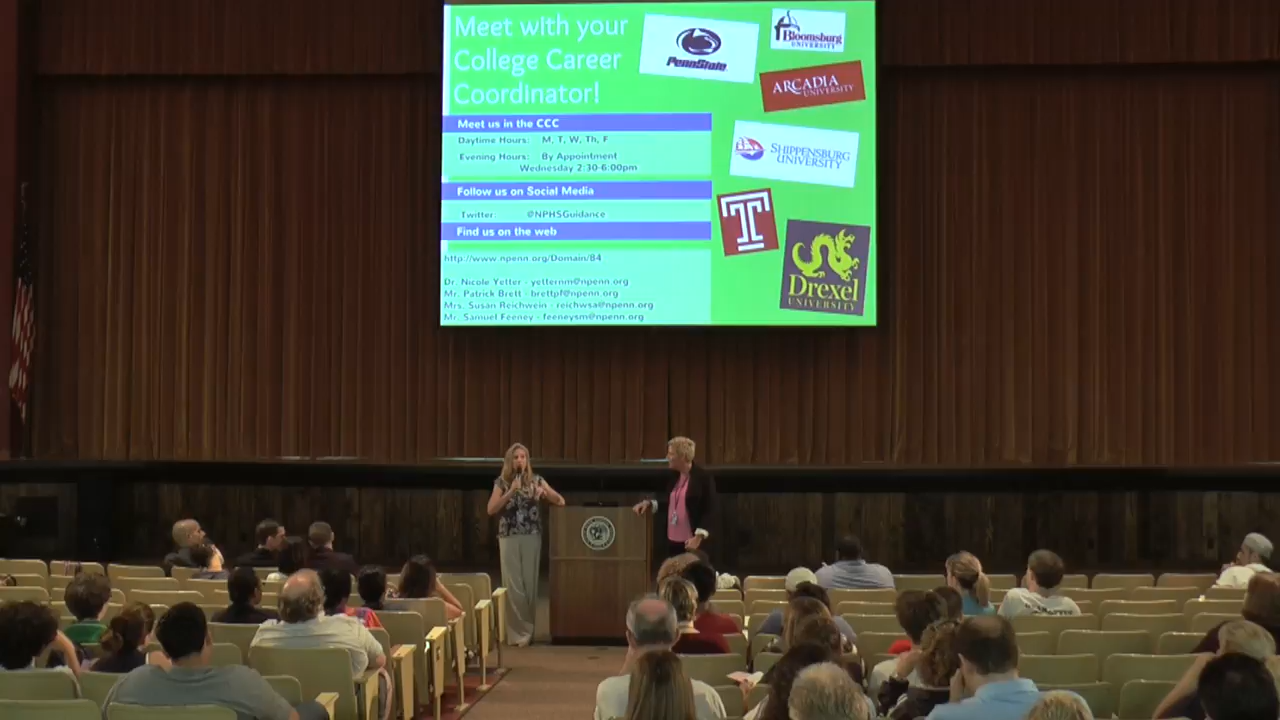 Meet with your
College Career
Coordinator!
Meet us in the CCC
Daytime Hours: M, T, W, Th, F
Evening Hours: By Appointment
Wednesday 2:30-6:00pm
Follow us on Social Media
Twitter: @NPHSGuidance
Find us on the web
http://www.npenn.org/Domain/84
Dr. Nicole Yetter - yetternm@npenn.org
Mr. Patrick Brett - brettpf@npenn.org
Mrs. Susan Reichwein - reichwsa@npenn.org
Mr. Samuel Feeney - feeneysm@npenn.org
PennState
Bloomsburg
UNIVERSITY
ARCADIA
UNIVERSITY
SHIPPENSBURG
UNIVERSITY
T
Drexel
UNIVERSITY